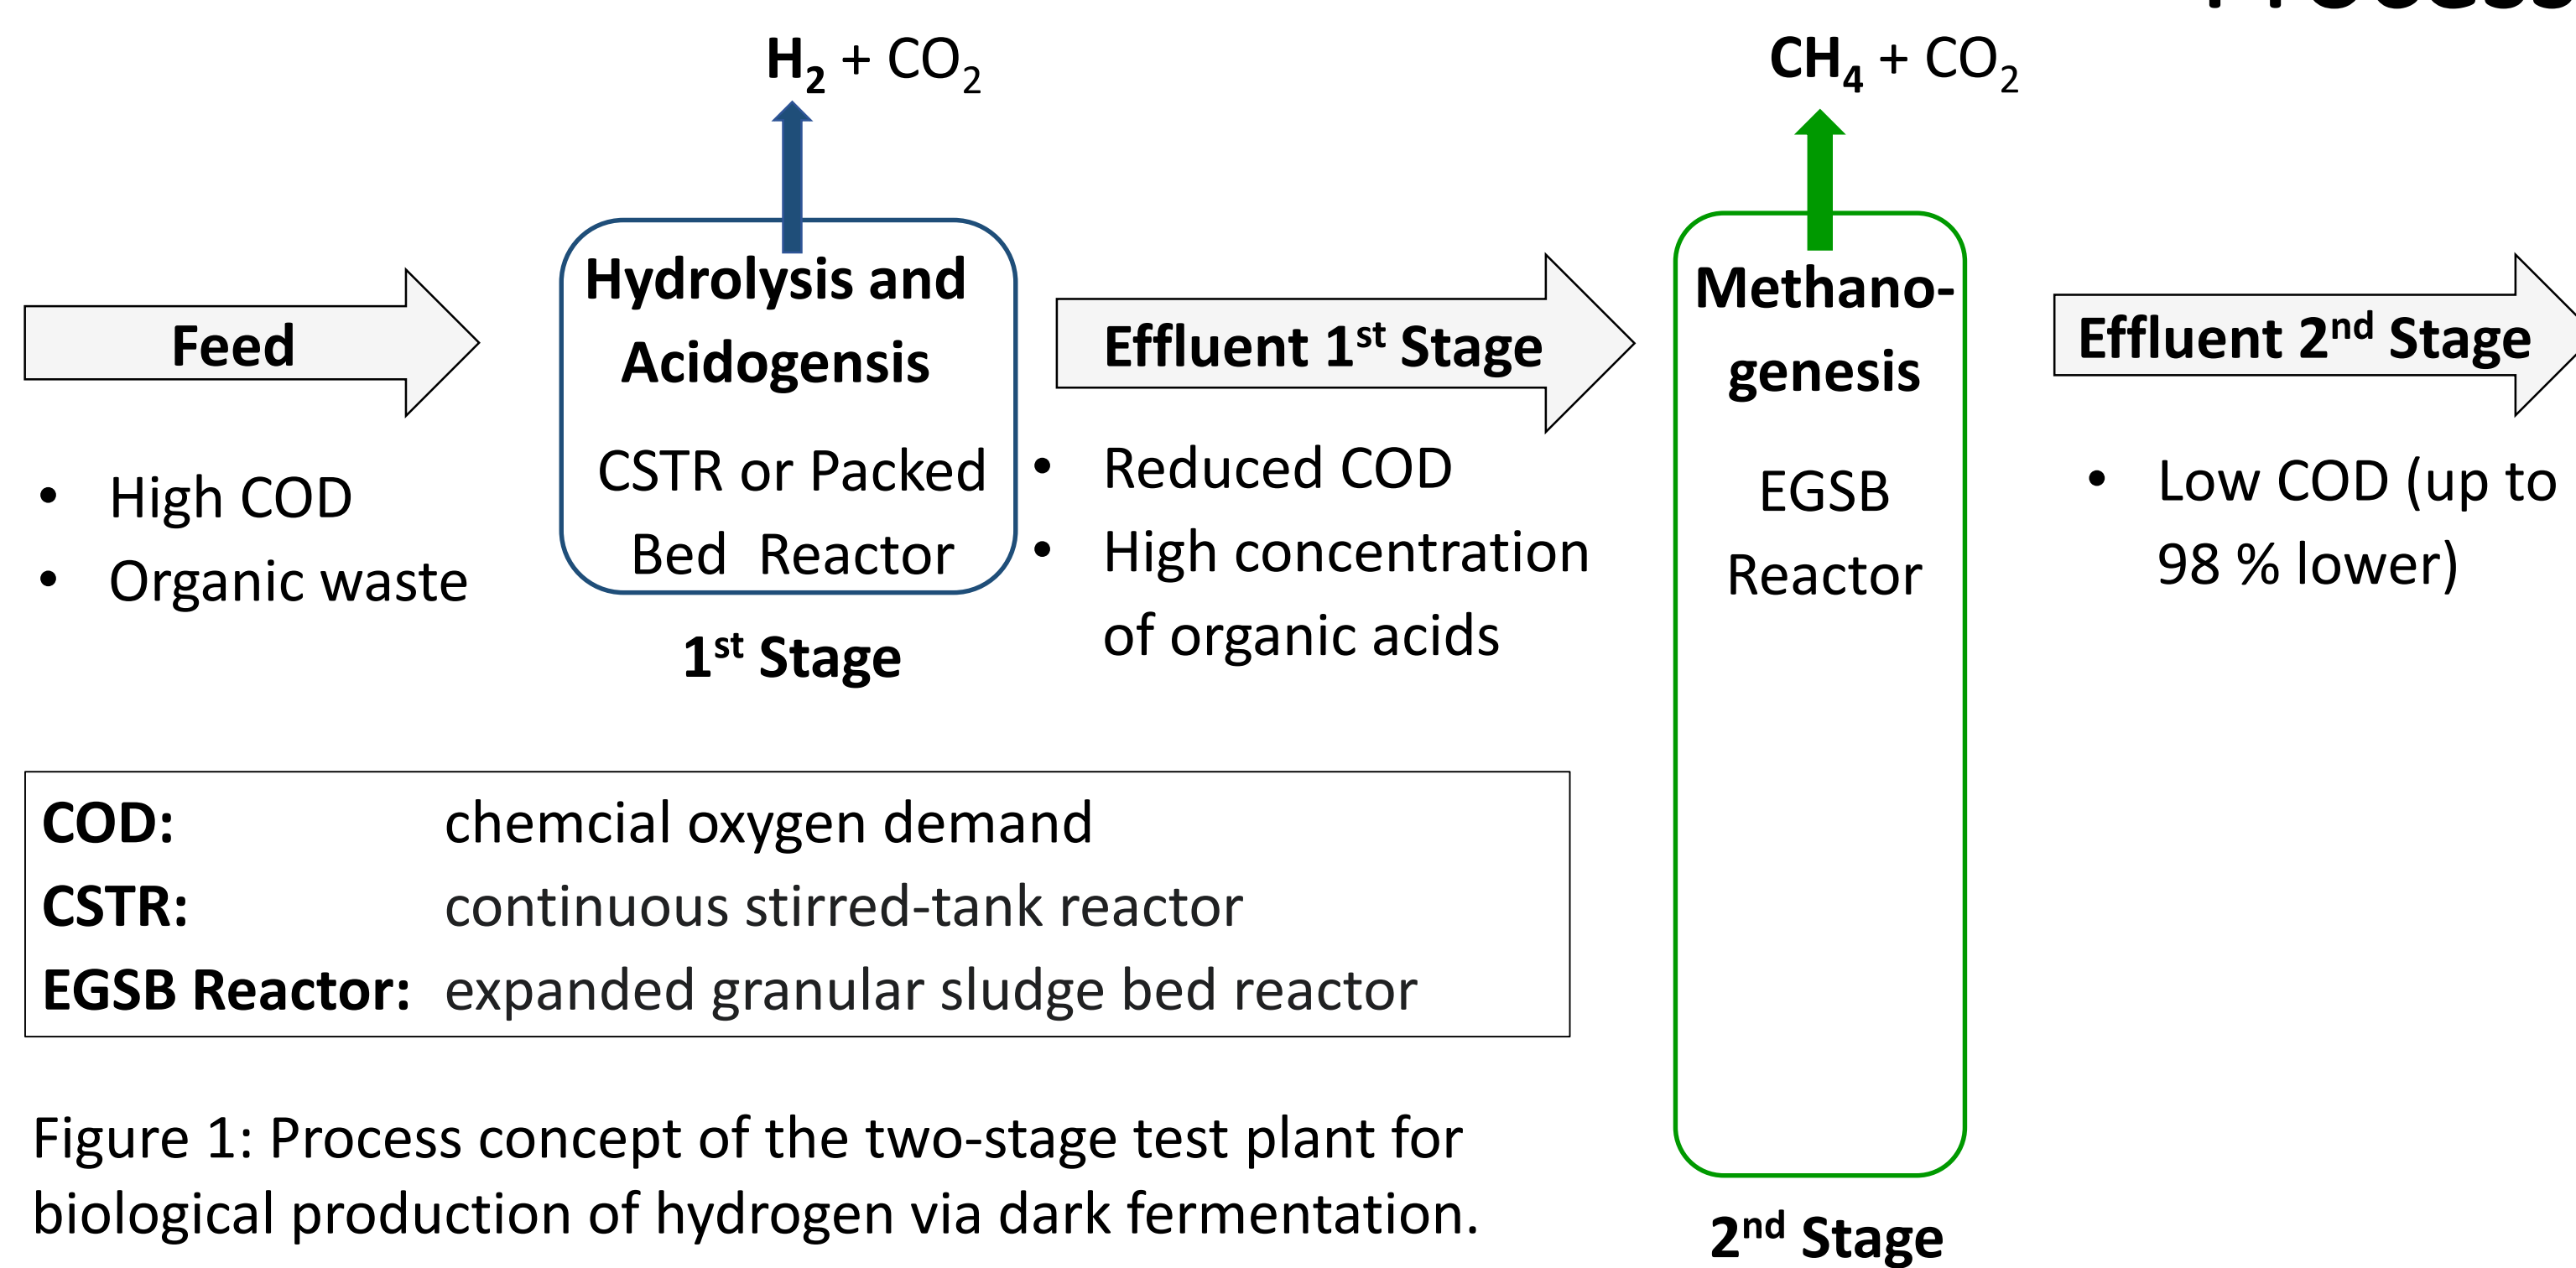 Process
H2 + CO2
CH4 + CO2
Feed
• High COD
• Organic waste
Hydrolysis and
Acidogensis
CSTR or Packed
Bed Reactor
1st Stage
Effluent 1st Stage
• Reduced COD
• High concentration
of organic acids
Methano-
genesis
EGSB
Reactor
2nd Stage
Effluent 2nd Stage
• Low COD (up to
98 % lower)
COD: chemcial oxygen demand
CSTR: continuous stirred-tank reactor
EGSB Reactor: expanded granular sludge bed reactor
Figure 1: Process concept of the two-stage test plant for
biological production of hydrogen via dark fermentation.